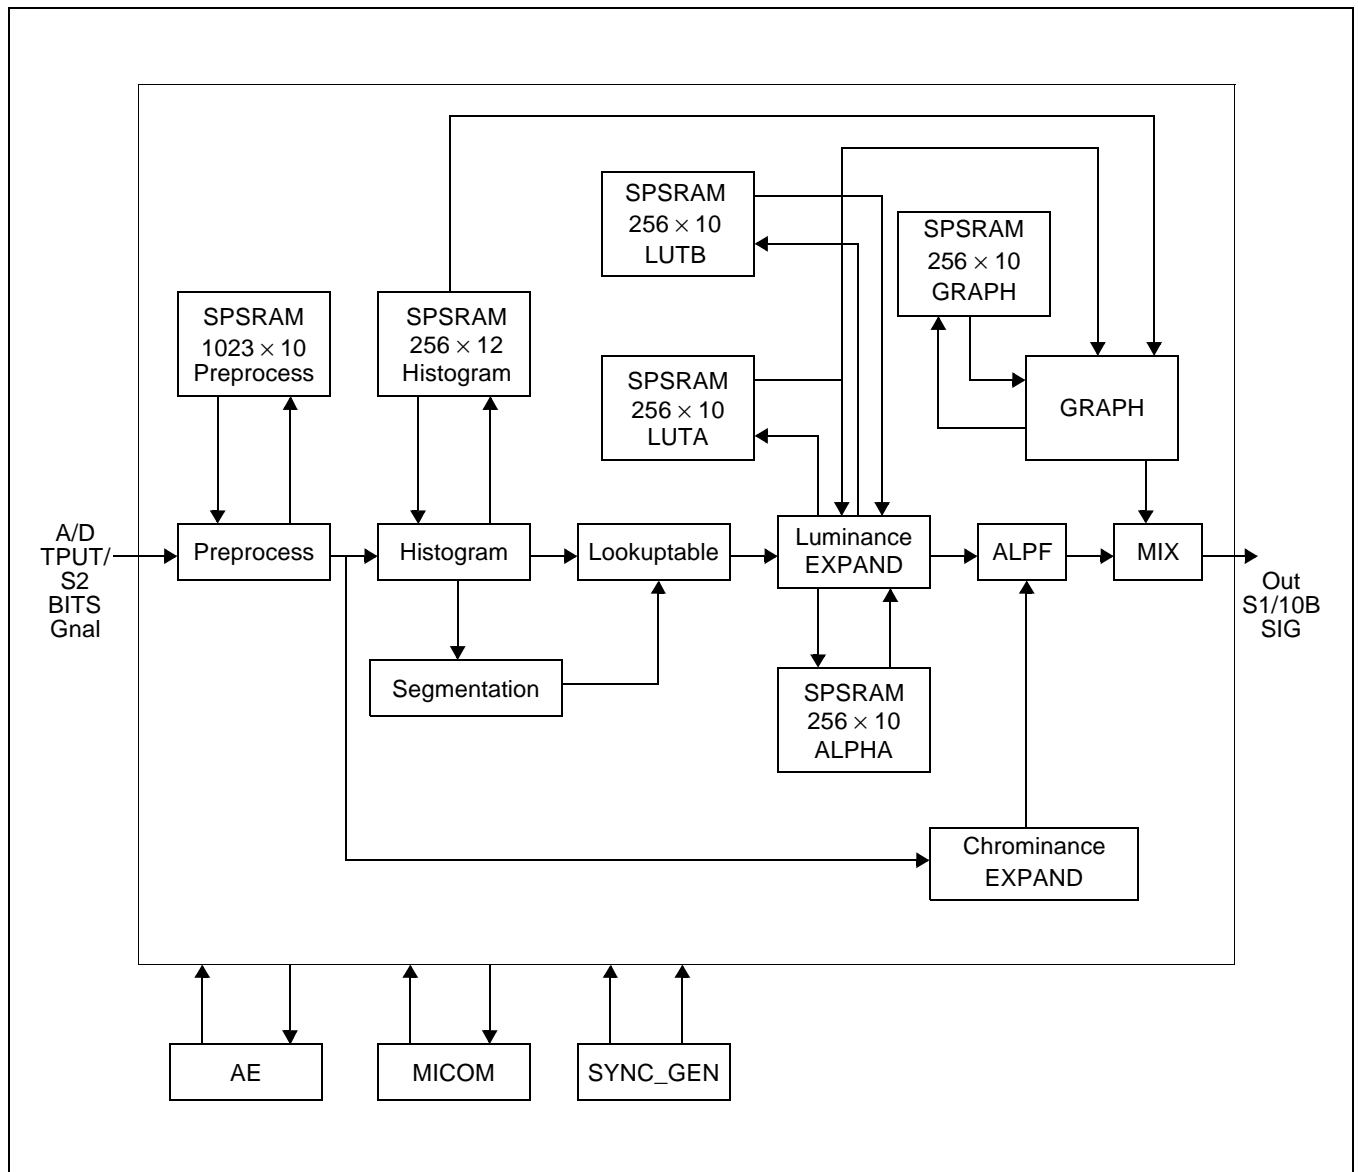 SPSRAM
256 × 10
LUTB
SPSRAM
256 × 10
GRAPH
SPSRAM
1023 × 10
Preprocess
SPSRAM
256 × 12
Histogram
SPSRAM
256 × 10
LUTA
GRAPH
A/D
TPUT/
S2
BITS
Gnal
Preprocess
Histogram
Lookuptable
Luminance
EXPAND
ALPF
MIX
Out
S1/10B
SIG
Segmentation
SPSRAM
256 × 10
ALPHA
Chrominance
EXPAND
AE
MICOM
SYNC_GEN